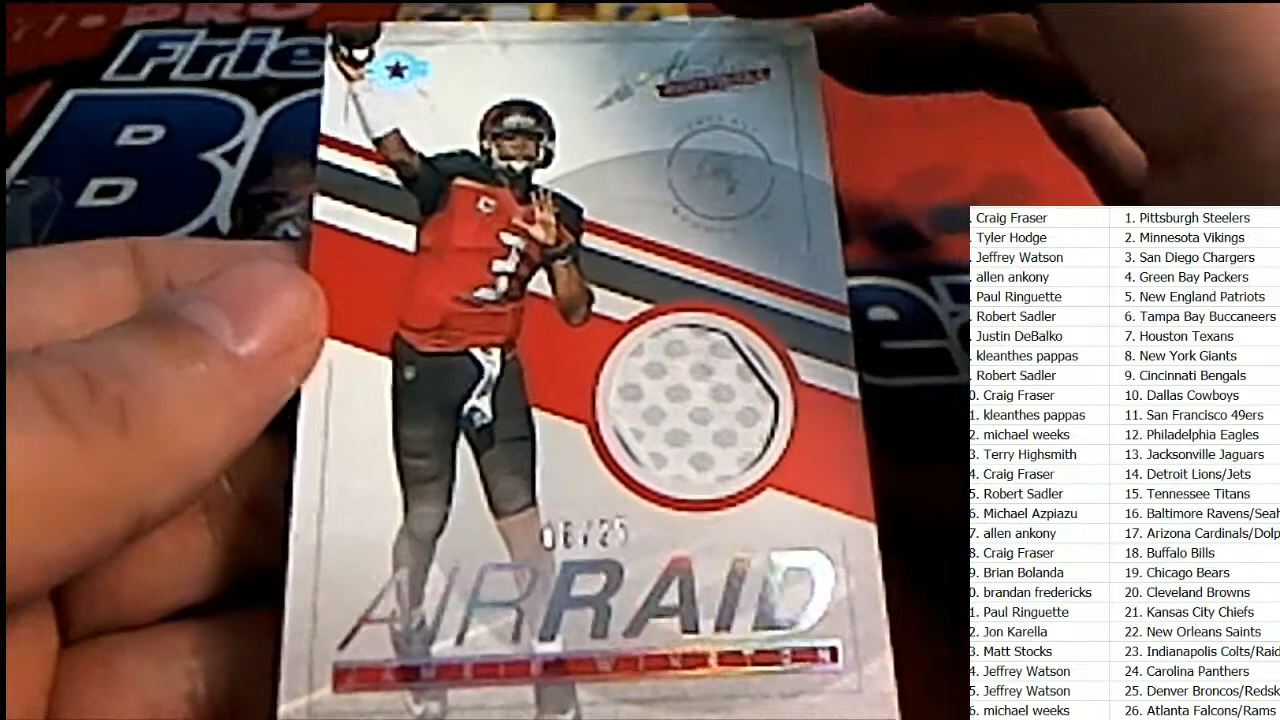 Frie
BO
3
06/25
AIR RAID
JAMEIS WINSTON
. Craig Fraser 1. Pittsburgh Steelers
. Tyler Hodge 2. Minnesota Vikings
. Jeffrey Watson 3. San Diego Chargers
. allen ankony 4. Green Bay Packers
. Paul Ringuette 5. New England Patriots
. Robert Sadler 6. Tampa Bay Buccaneers
. Justin DeBalko 7. Houston Texans
. kleanthes pappas 8. New York Giants
. Robert Sadler 9. Cincinnati Bengals
0. Craig Fraser 10. Dallas Cowboys
1. kleanthes pappas 11. San Francisco 49ers
2. michael weeks 12. Philadelphia Eagles
3. Terry Highsmith 13. Jacksonville Jaguars
4. Craig Fraser 14. Detroit Lions/Jets
5. Robert Sadler 15. Tennessee Titans
6. Michael Azpiazu 16. Baltimore Ravens/Seah
7. allen ankony 17. Arizona Cardinals/Dolp
8. Craig Fraser 18. Buffalo Bills
9. Brian Bolanda 19. Chicago Bears
0. brandan fredericks 20. Cleveland Browns
1. Paul Ringuette 21. Kansas City Chiefs
2. Jon Karella 22. New Orleans Saints
3. Matt Stocks 23. Indianapolis Colts/Raid
4. Jeffrey Watson 24. Carolina Panthers
5. Jeffrey Watson 25. Denver Broncos/Redsk
6. michael weeks 26. Atlanta Falcons/Rams